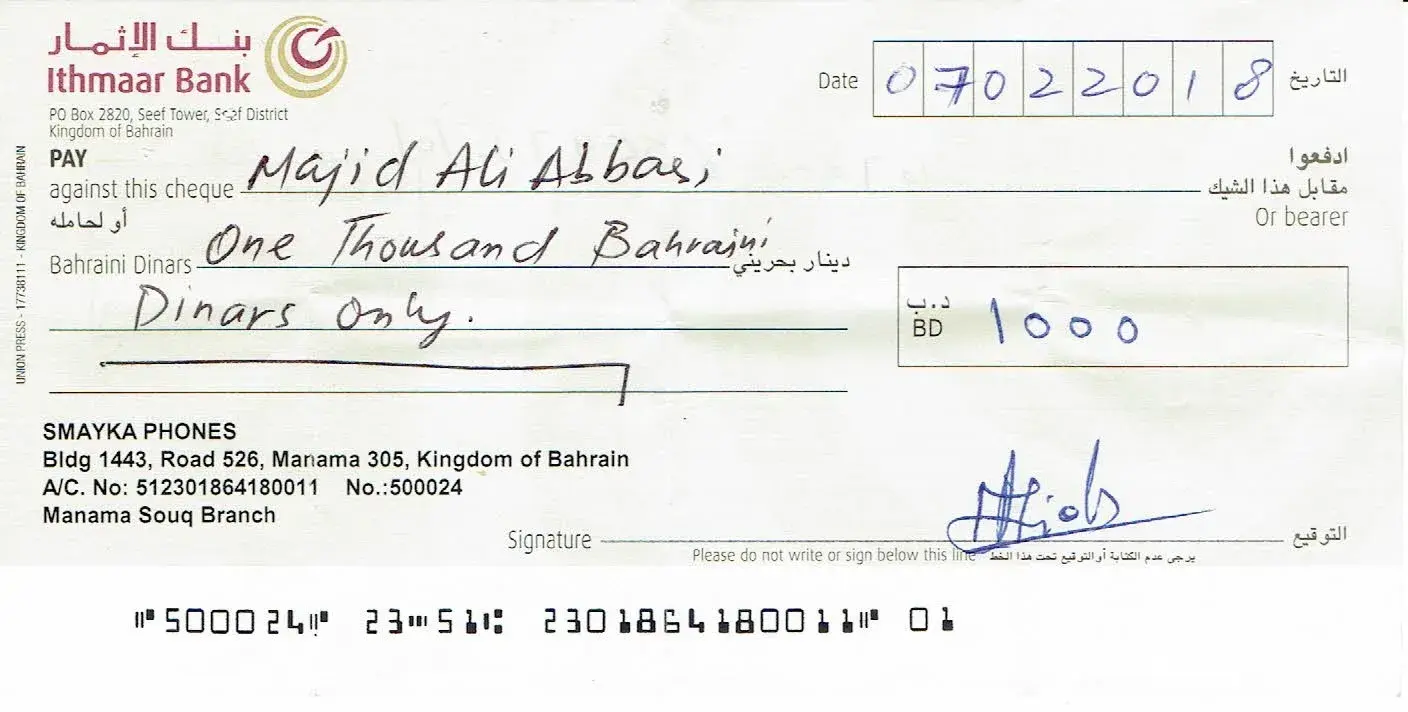 بنك الإثمار
Ithmaar Bank
PO Box 2820, Seef Tower, Seef District
Kingdom of Bahrain
Date 07022018 التاريخ
PAY ادفعوا
against this cheque Majid Ali Abbasi مقابل هذا الشيك
أو لحامله Or bearer
Bahraini Dinars One Thousand Bahraini دينار بحريني
Dinars only.
د.ب.
BD 1000
UNION PRESS - 17738111 - KINGDOM OF BAHRAIN
SMAYKA PHONES
Bldg 1443, Road 526, Manama 305, Kingdom of Bahrain
A/C. No: 512301864180011 No.:500024
Manama Souq Branch
Signature التوقيع
Please do not write or sign below this line يرجى عدم الكتابة أو التوقيع تحت هذا الخط
⑈500024⑈ 23⑉51⑆ 230186418001 1⑈ 01